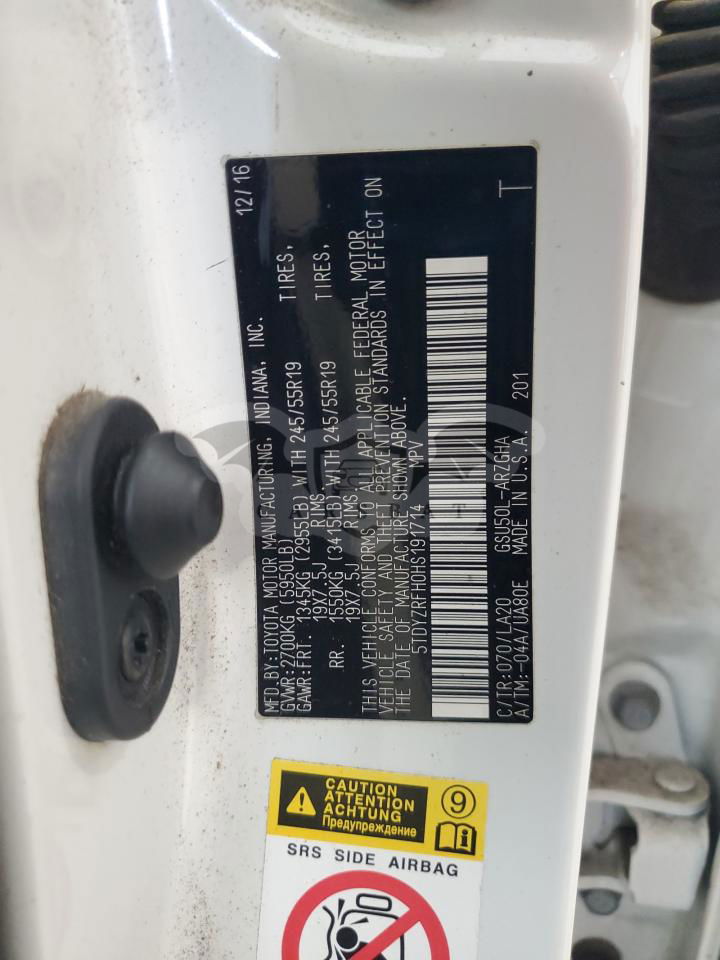 MFD.BY:TOYOTA MOTOR MANUFACTURING, INDIANA, INC. 12/16
GVWR:2700KG (5950LB)
GAWR:FRT. 1345KG (2955LB) WITH 245/55R19 TIRES,
19X7.5J RIMS,
RR. 1550KG (3415LB) WITH 245/55R19 TIRES,
19X7.5J RIMS,
THIS VEHICLE CONFORMS TO ALL APPLICABLE FEDERAL MOTOR
VEHICLE SAFETY AND THEFT PREVENTION STANDARDS IN EFFECT ON
THE DATE OF MANUFACTURE SHOWN ABOVE.
5TDYZRFH0HS191714 MPV
C/TR:070/LA20 GSU50L-ARZGHA
A/TM:-04A/UA80E MADE IN U.S.A. 201
T
CAUTION
ATTENTION
ACHTUNG
Предупреждение
9
SRS SIDE AIRBAG